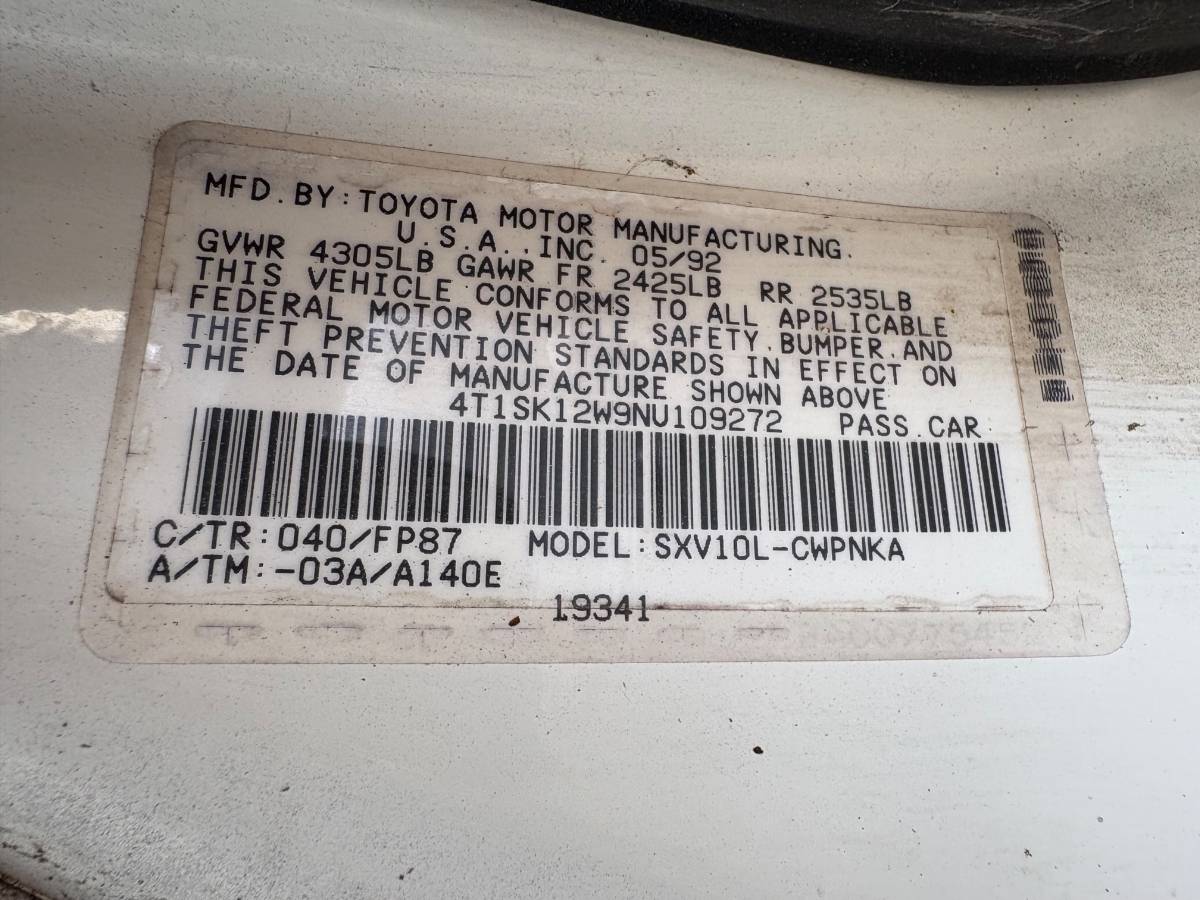 MFD. BY: TOYOTA MOTOR MANUFACTURING.
U.S.A., INC. 05/92
GVWR 4305LB GAWR FR 2425LB RR 2535LB
THIS VEHICLE CONFORMS TO ALL APPLICABLE
FEDERAL MOTOR VEHICLE SAFETY, BUMPER, AND
THEFT PREVENTION STANDARDS IN EFFECT ON
THE DATE OF MANUFACTURE SHOWN ABOVE
4T1SK12W9NU109272 PASS. CAR
C/TR: 040/FP87 MODEL: SXV10L-CWPNKA
A/TM: -03A/A140E
19341